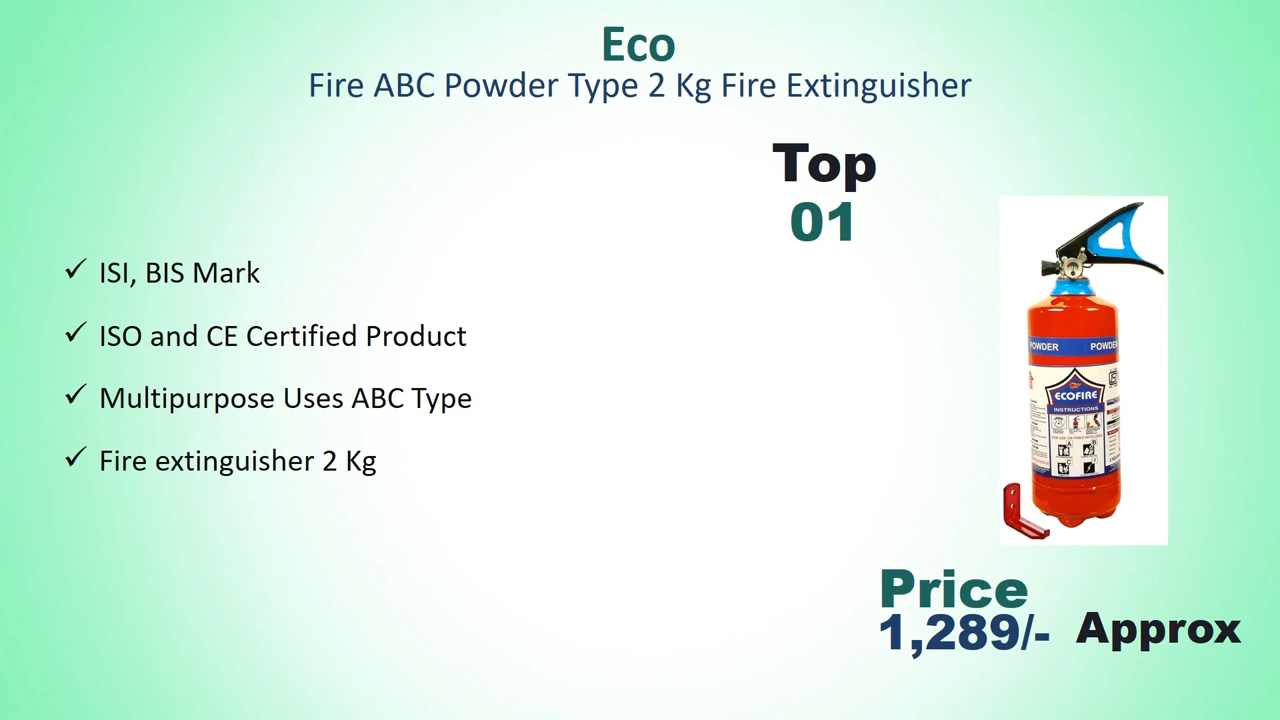 Eco
Fire ABC Powder Type 2 Kg Fire Extinguisher
Top
01
✓ ISI, BIS Mark
✓ ISO and CE Certified Product
✓ Multipurpose Uses ABC Type
✓ Fire extinguisher 2 Kg
POWDER POWDER
ECOFIRE
INSTRUCTIONS
Price
1,289/- Approx